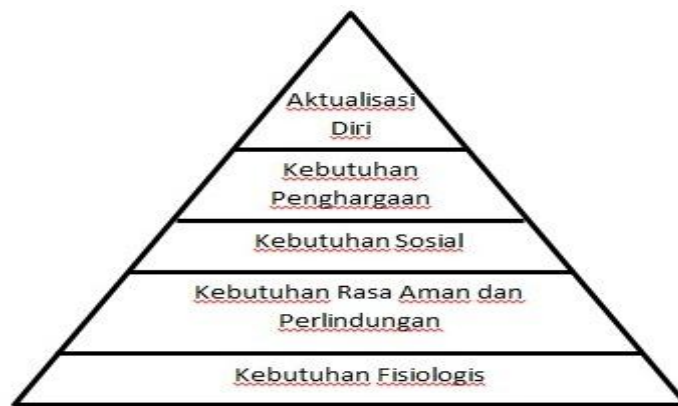 Aktualisasi
Diri
Kebutuhan
Penghargaan
Kebutuhan Sosial
Kebutuhan Rasa Aman dan
Perlindungan
Kebutuhan Fisiologis